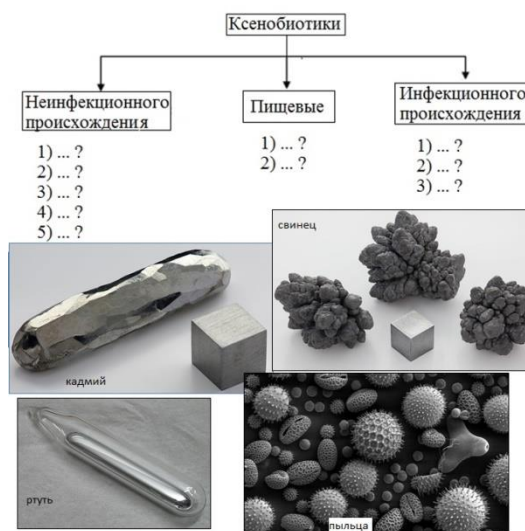 Ксенобиотики
Неинфекционного
происхождения
1) ... ?
2) ... ?
3) ... ?
4) ... ?
5) ... ?
Пищевые
1) ... ?
2) ... ?
Инфекционного
происхождения
1) ... ?
2) ... ?
3) ... ?
кадмий
свинец
ртуть
пыльца